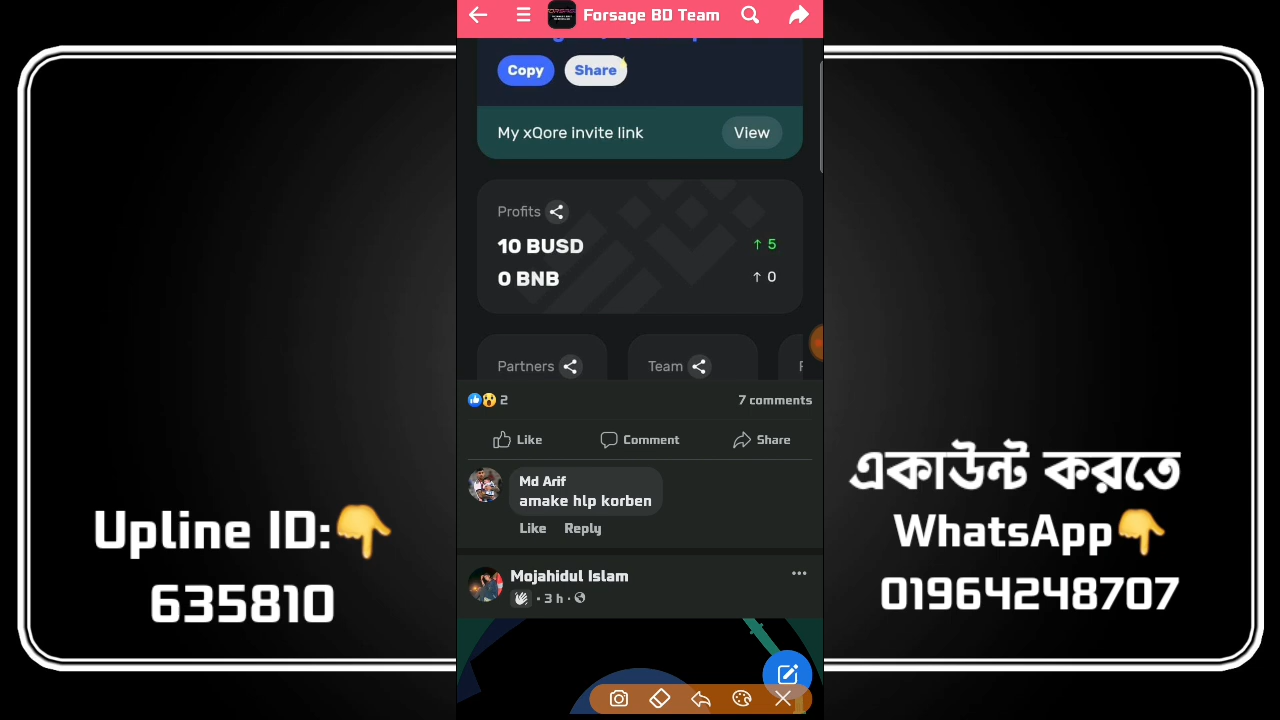 Forsage BD Team
Copy
Share
My xQore invite link
View
Profits
10 BUSD
↑ 5
0 BNB
↑ 0
Partners
Team
2
7 comments
Like
Comment
Share
Md Arif
amake hlp korben
Like
Reply
Mojahidul Islam
· 3 h ·
Upline ID:👇
635810
একাউন্ট করতে
WhatsApp👇
01964248707